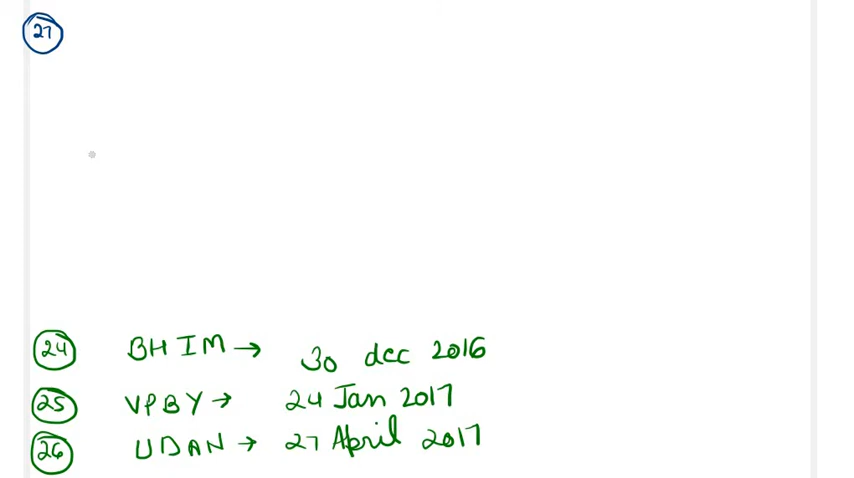 27
24 BHIM → 30 dec 2016
25 VPBY → 24 Jan 2017
26 UDAN → 27 April 2017